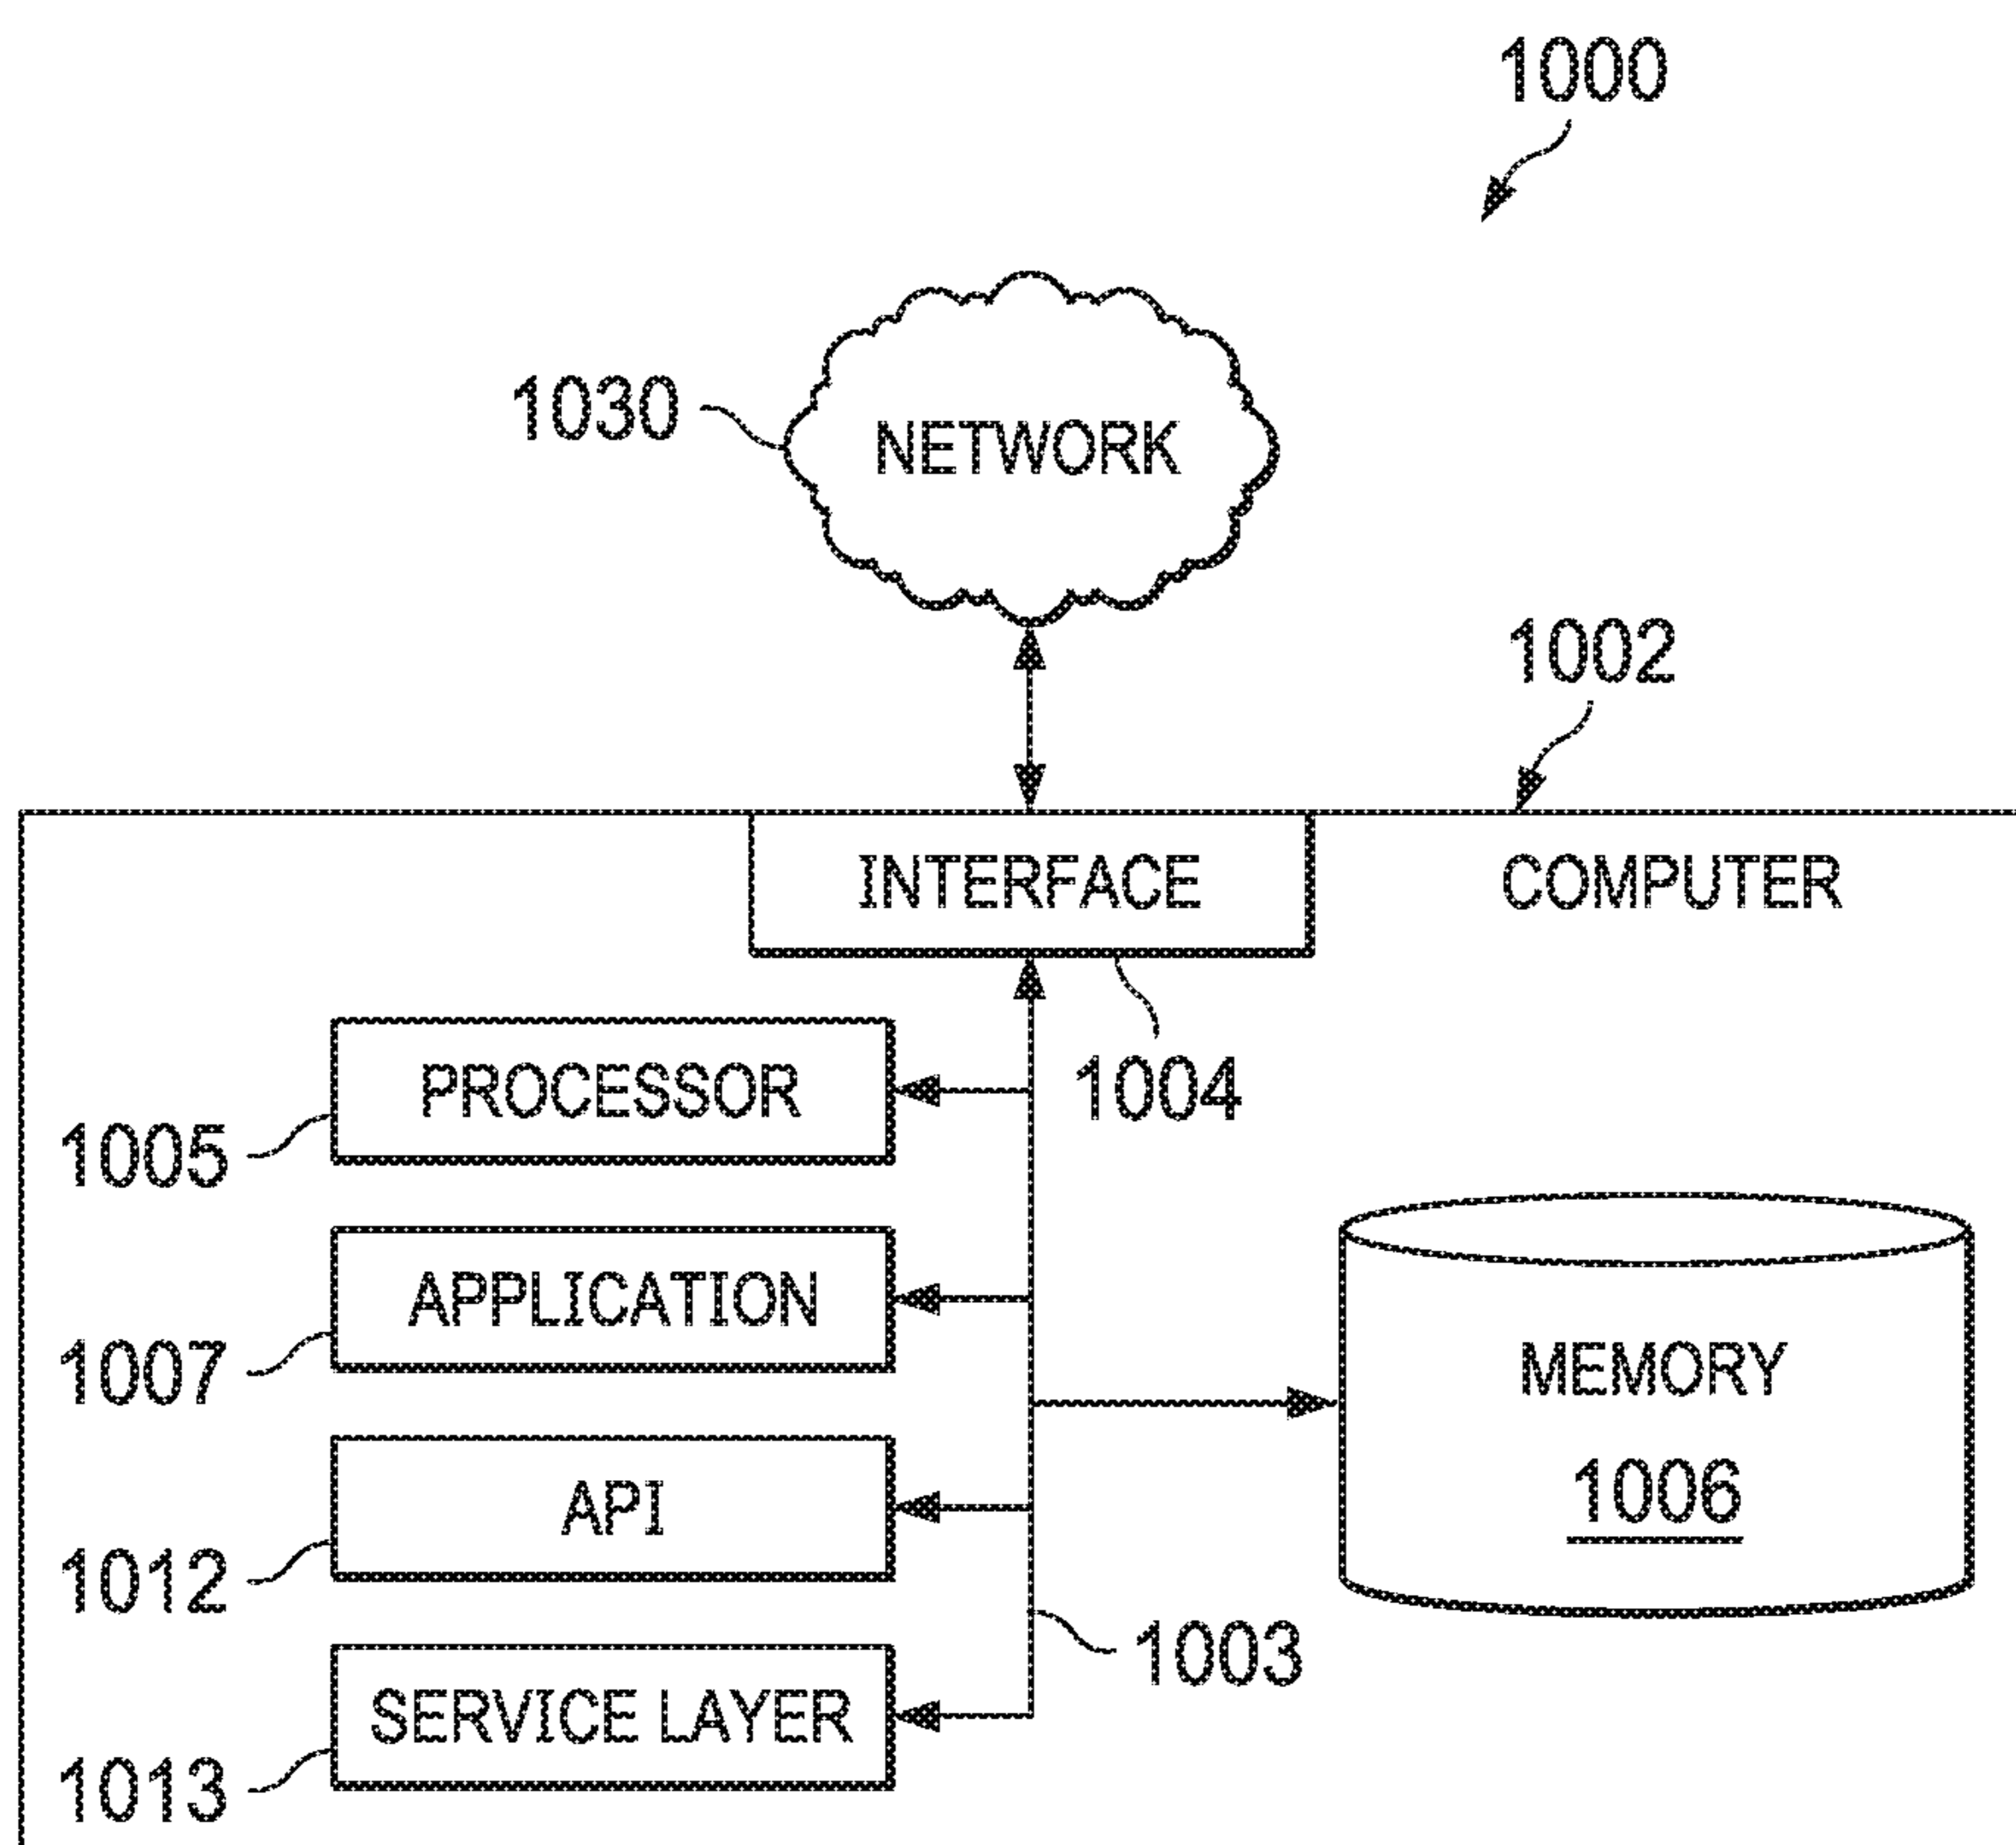 1000
1030
NETWORK
1002
INTERFACE
COMPUTER
1004
PROCESSOR
1005
APPLICATION
1007
MEMORY
1006
API
1012
1003
SERVICE LAYER
1013